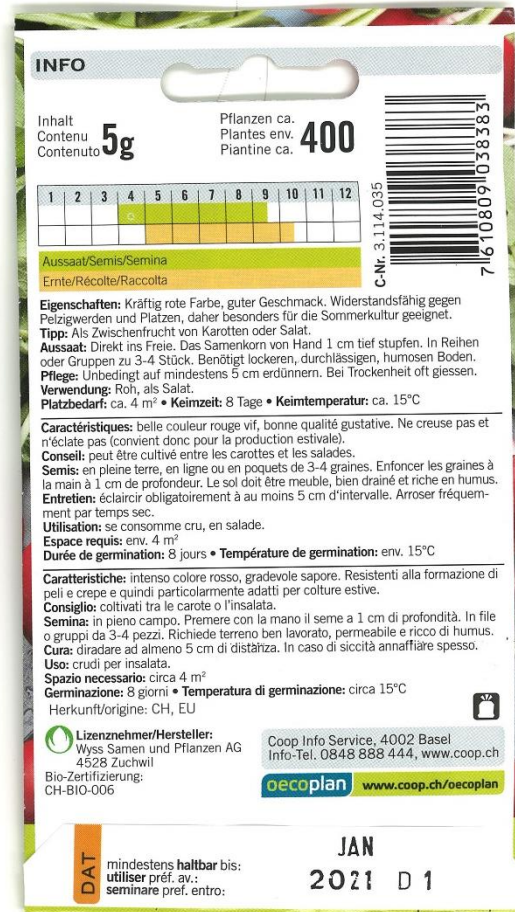 INFO
Inhalt
Contenu
Contenuto 5g
Pflanzen ca.
Plantes env.
Piantine ca. 400
1 2 3 4 5 6 7 8 9 10 11 12
Aussaat/Semis/Semina
Ernte/Récolte/Raccolta
C-Nr. 3.114.035
7 610809 038383
Eigenschaften: Kräftig rote Farbe, guter Geschmack. Widerstandsfähig gegen
Pelzigwerden und Platzen, daher besonders für die Sommerkultur geeignet.
Tipp: Als Zwischenfrucht von Karotten oder Salat.
Aussaat: Direkt ins Freie. Das Samenkorn von Hand 1 cm tief stupfen. In Reihen
oder Gruppen zu 3-4 Stück. Benötigt lockeren, durchlässigen, humosen Boden.
Pflege: Unbedingt auf mindestens 5 cm erdünnern. Bei Trockenheit oft giessen.
Verwendung: Roh, als Salat.
Platzbedarf: ca. 4 m² • Keimzeit: 8 Tage • Keimtemperatur: ca. 15°C
Caractéristiques: belle couleur rouge vif, bonne qualité gustative. Ne creuse pas et
n'éclate pas (convient donc pour la production estivale).
Conseil: peut être cultivé entre les carottes et les salades.
Semis: en pleine terre, en ligne ou en poquets de 3-4 graines. Enfoncer les graines à
la main à 1 cm de profondeur. Le sol doit être meuble, bien drainé et riche en humus.
Entretien: éclaircir obligatoirement à au moins 5 cm d'intervalle. Arroser fréquem-
ment par temps sec.
Utilisation: se consomme cru, en salade.
Espace requis: env. 4 m²
Durée de germination: 8 jours • Température de germination: env. 15°C
Caratteristiche: intenso colore rosso, gradevole sapore. Resistenti alla formazione di
peli e crepe e quindi particolarmente adatti per colture estive.
Consiglio: coltivati tra le carote o l'insalata.
Semina: in pieno campo. Premere con la mano il seme a 1 cm di profondità. In file
o gruppi da 3-4 pezzi. Richiede terreno ben lavorato, permeabile e ricco di humus.
Cura: diradare ad almeno 5 cm di distanza. In caso di siccità annaffiare spesso.
Uso: crudi per insalata.
Spazio necessario: circa 4 m²
Germinazione: 8 giorni • Temperatura di germinazione: circa 15°C
Herkunft/origine: CH, EU
Lizenznehmer/Hersteller:
Wyss Samen und Pflanzen AG
4528 Zuchwil
Bio-Zertifizierung:
CH-BIO-006
Coop Info Service, 4002 Basel
Info-Tel. 0848 888 444, www.coop.ch
oecoplan www.coop.ch/oecoplan
DAT
mindestens haltbar bis:
utiliser préf. av.:
seminare pref. entro:
JAN
2021 D 1